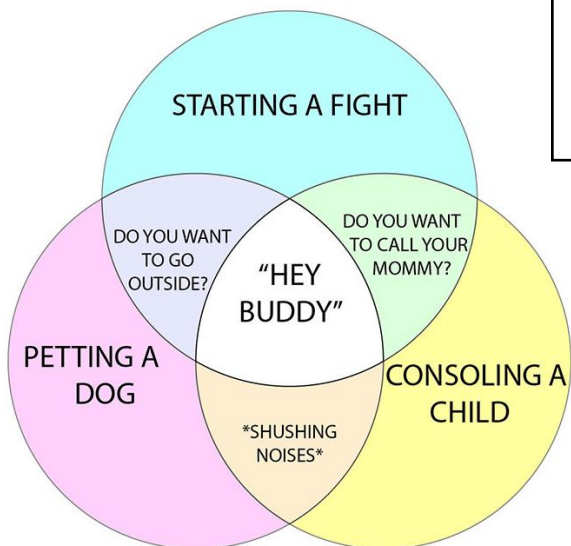 STARTING A FIGHT
DO YOU WANT
TO GO
OUTSIDE?
DO YOU WANT
TO CALL YOUR
MOMMY?
“HEY
BUDDY”
PETTING A
DOG
CONSOLING A
CHILD
*SHUSHING
NOISES*